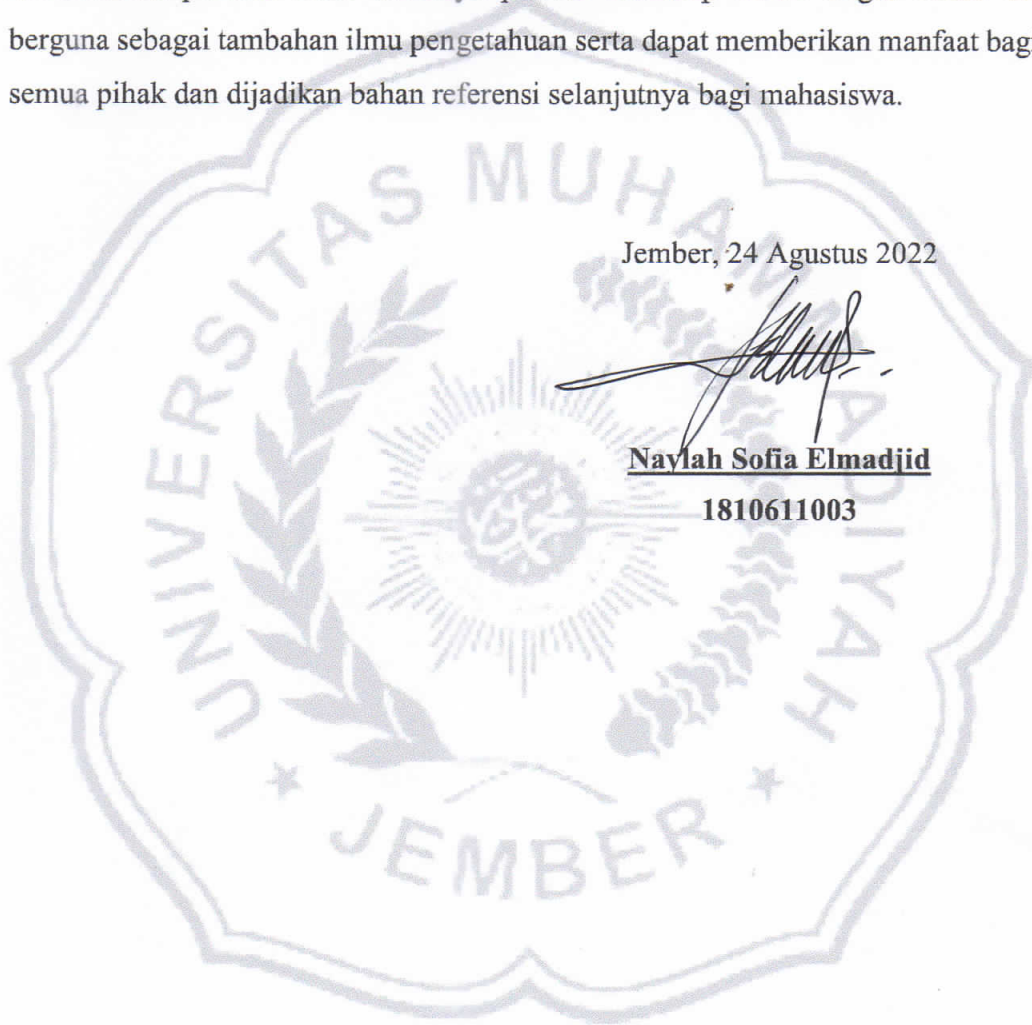 berguna sebagai tambahan ilmu pengetahuan serta dapat memberikan manfaat bag
semua pihak dan dijadikan bahan referensi selanjutnya bagi mahasiswa.
UNIVERSITAS MUHAMMADIYAH
JEMBER
Jember, 24 Agustus 2022
Naylah Sofia Elmadjid
1810611003